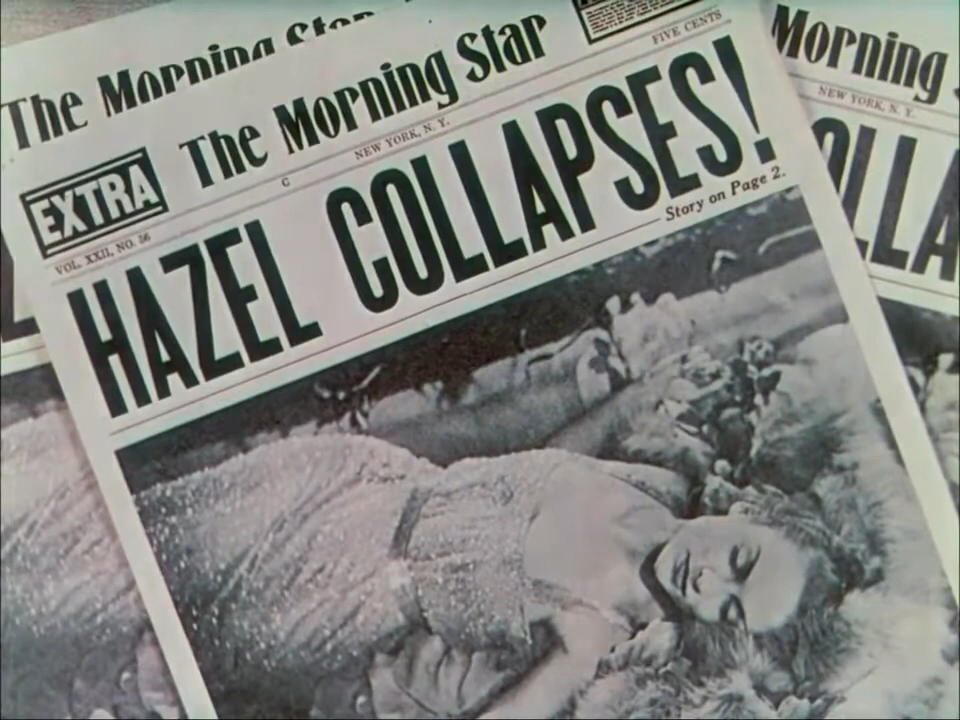 The Morning Star
The Morning Star
FIVE CENTS
NEW YORK, N. Y.
C
EXTRA
VOL. XXII, NO. 56
HAZEL COLLAPSES!
Story on Page 2.
Morning
NEW YORK, N. Y.